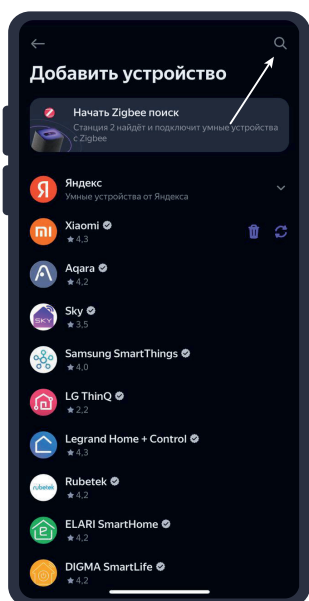 Добавить устройство
Начать Zigbee поиск
Станция 2 найдёт и подключит умные устройства
с Zigbee
Я
Яндекс
Умные устройства от Яндекса
Xiaomi
4,3
Aqara
4,2
SKY
Sky
3,5
Samsung SmartThings
4,0
LG ThinQ
2,2
Legrand Home + Control
4,3
rubetek
Rubetek
4,2
ELARI SmartHome
4,2
DIGMA SmartLife
4,2